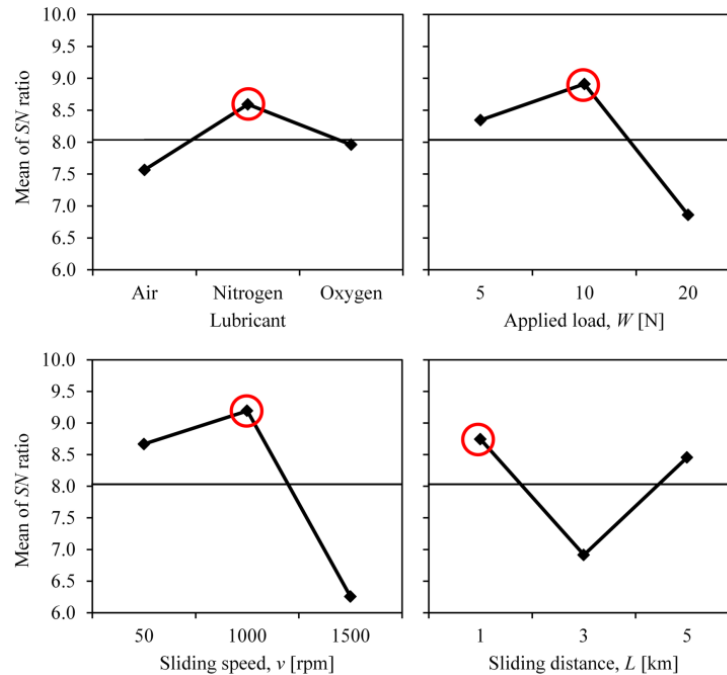 10.0
9.5
9.0
8.5
8.0
7.5
7.0
6.5
6.0
Mean of SN ratio
Air Nitrogen Oxygen
Lubricant
5 10 20
Applied load, W [N]
10.0
9.5
9.0
8.5
8.0
7.5
7.0
6.5
6.0
Mean of SN ratio
50 1000 1500
Sliding speed, v [rpm]
1 3 5
Sliding distance, L [km]